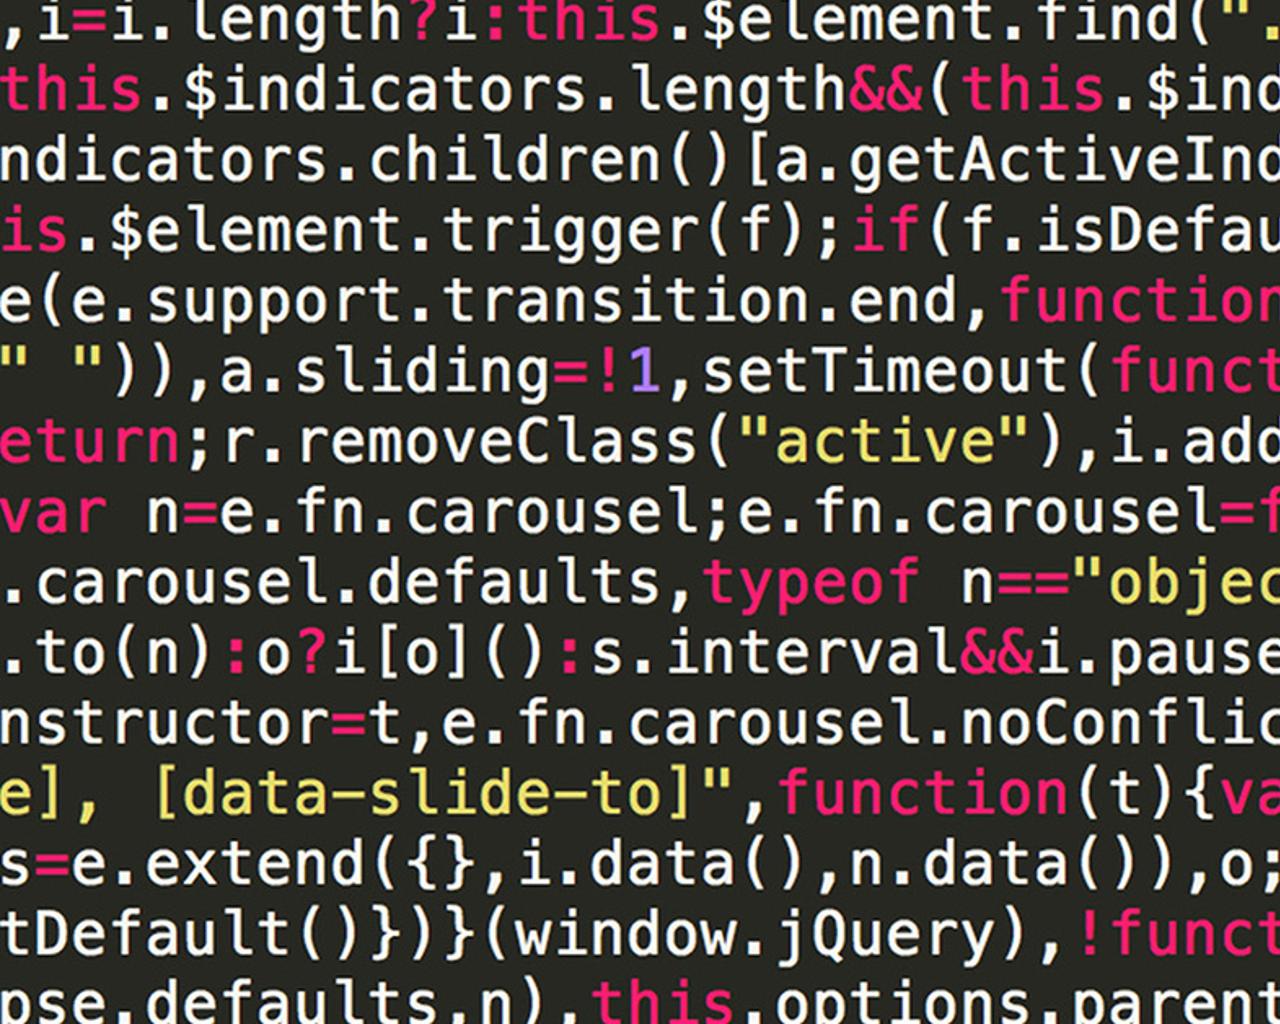 ,i=i.length?i:this.$element.find(".
this.$indicators.length&&(this.$ind
ndicators.children()[a.getActiveInd
is.$element.trigger(f);if(f.isDefau
e(e.support.transition.end,function
" ")),a.sliding=!1,setTimeout(funct
eturn;r.removeClass("active"),i.add
var n=e.fn.carousel;e.fn.carousel=f
.carousel.defaults,typeof n=="objec
.to(n):o?i[o]():s.interval&&i.pause
nstructor=t,e.fn.carousel.noConflic
e], [data-slide-to]",function(t){va
s=e.extend({},i.data(),n.data()),o;
tDefault()})}(window.jQuery),!funct
pse.defaults,n),this.options.parent